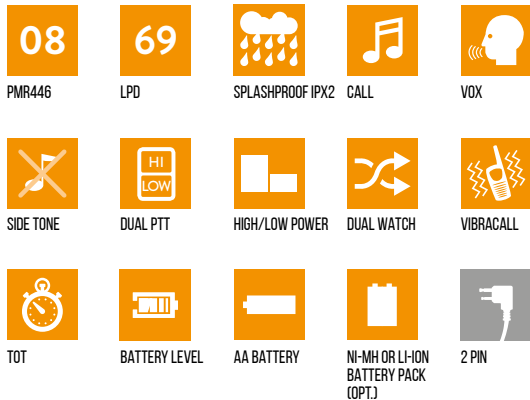 08
69
PMR446
LPD
SPLASHPROOF IPX2
CALL
VOX
HI
LOW
SIDE TONE
DUAL PTT
HIGH/LOW POWER
DUAL WATCH
VIBRACALL
TOT
BATTERY LEVEL
AA BATTERY
NI-MH OR LI-ION
BATTERY PACK
(OPT.)
2 PIN